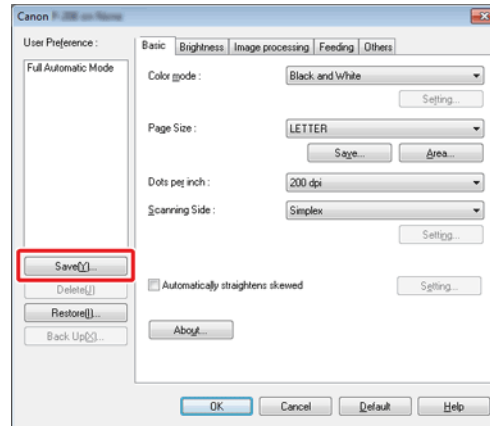 Canon
User Preference :
Full Automatic Mode
Save(Y)...
Delete(J)
Restore(I)...
Back Up(X)...
Basic Brightness Image processing Feeding Others
Color mode : Black and White
Setting...
Page Size : LETTER
Save... Area...
Dots per inch : 200 dpi
Scanning Side : Simplex
Setting...
Automatically straightens skewed Setting...
About...
OK Cancel Default Help